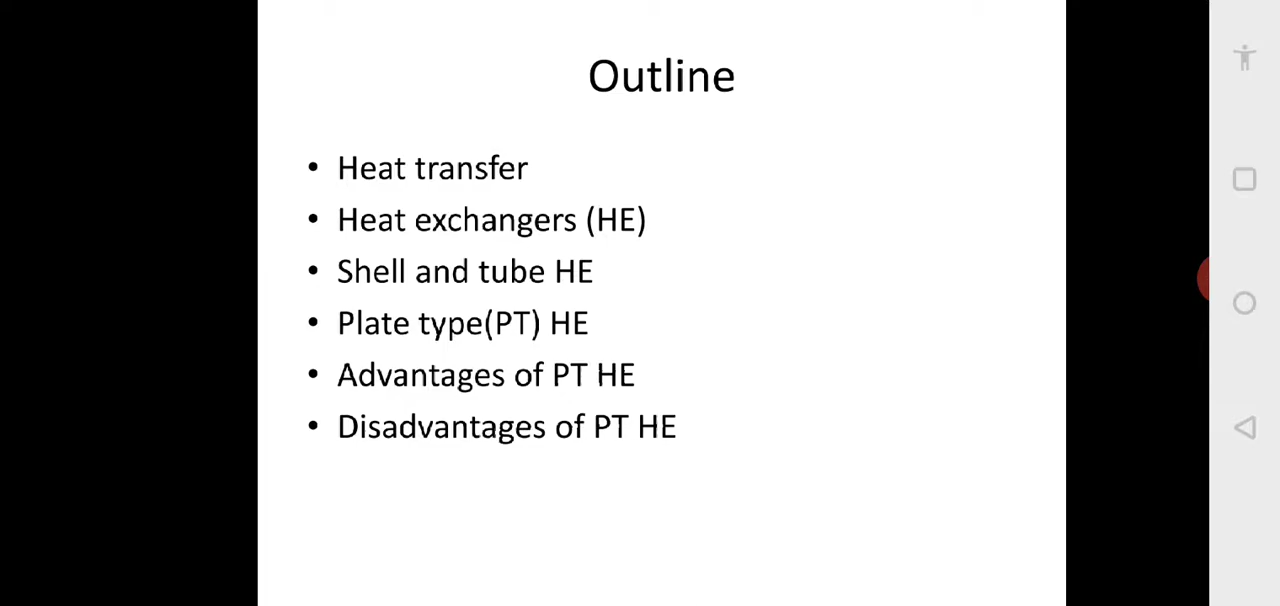 Outline
• Heat transfer
• Heat exchangers (HE)
• Shell and tube HE
• Plate type(PT) HE
• Advantages of PT HE
• Disadvantages of PT HE